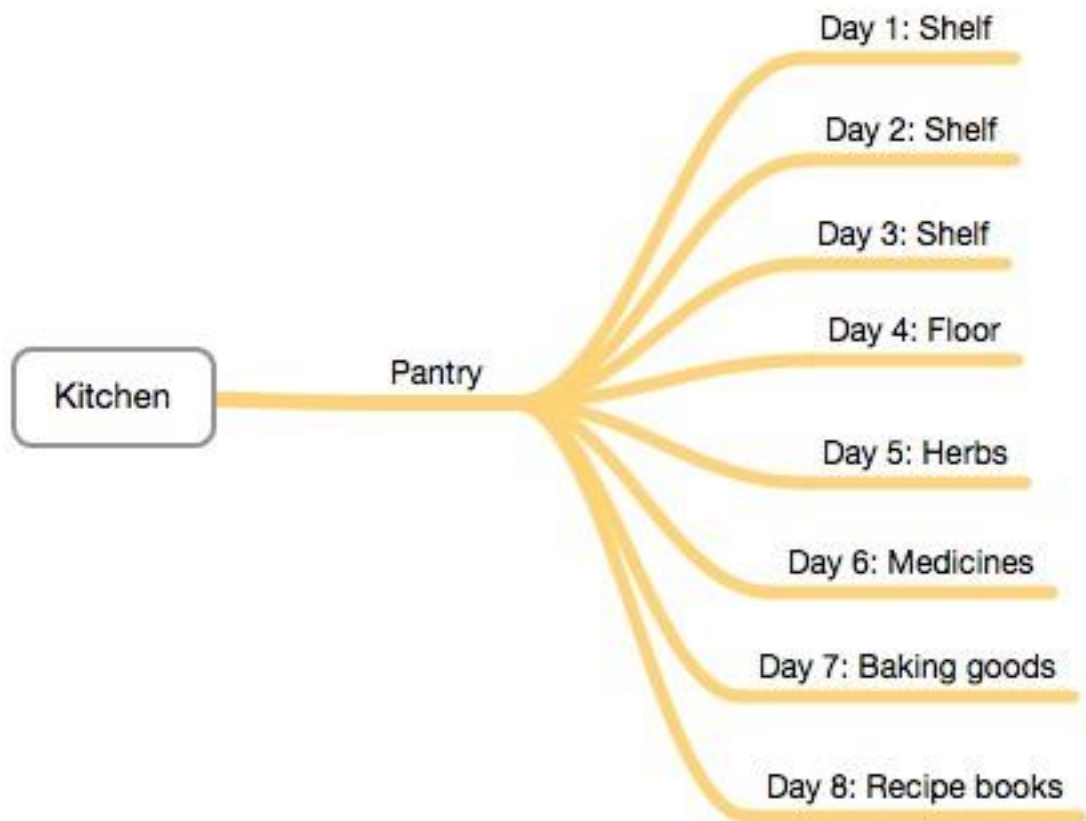 Kitchen
Pantry
Day 1: Shelf
Day 2: Shelf
Day 3: Shelf
Day 4: Floor
Day 5: Herbs
Day 6: Medicines
Day 7: Baking goods
Day 8: Recipe books